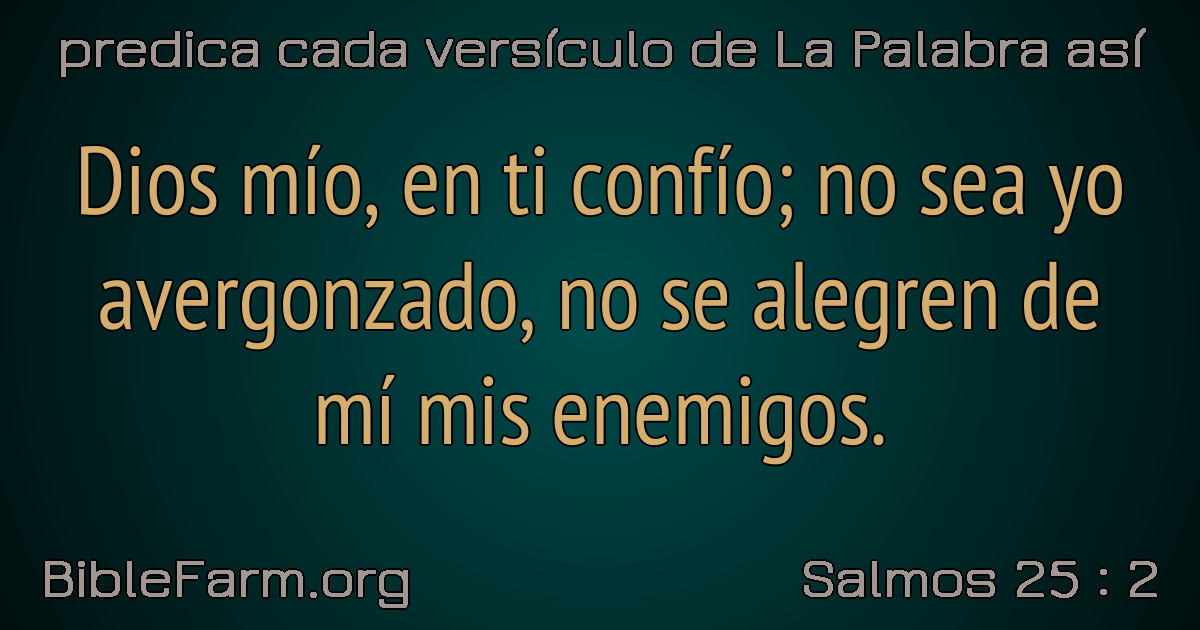 predica cada versículo de La Palabra así
Dios mío, en ti confío; no sea yo
avergonzado, no se alegren de
mí mis enemigos.
BibleFarm.org
Salmos 25 : 2